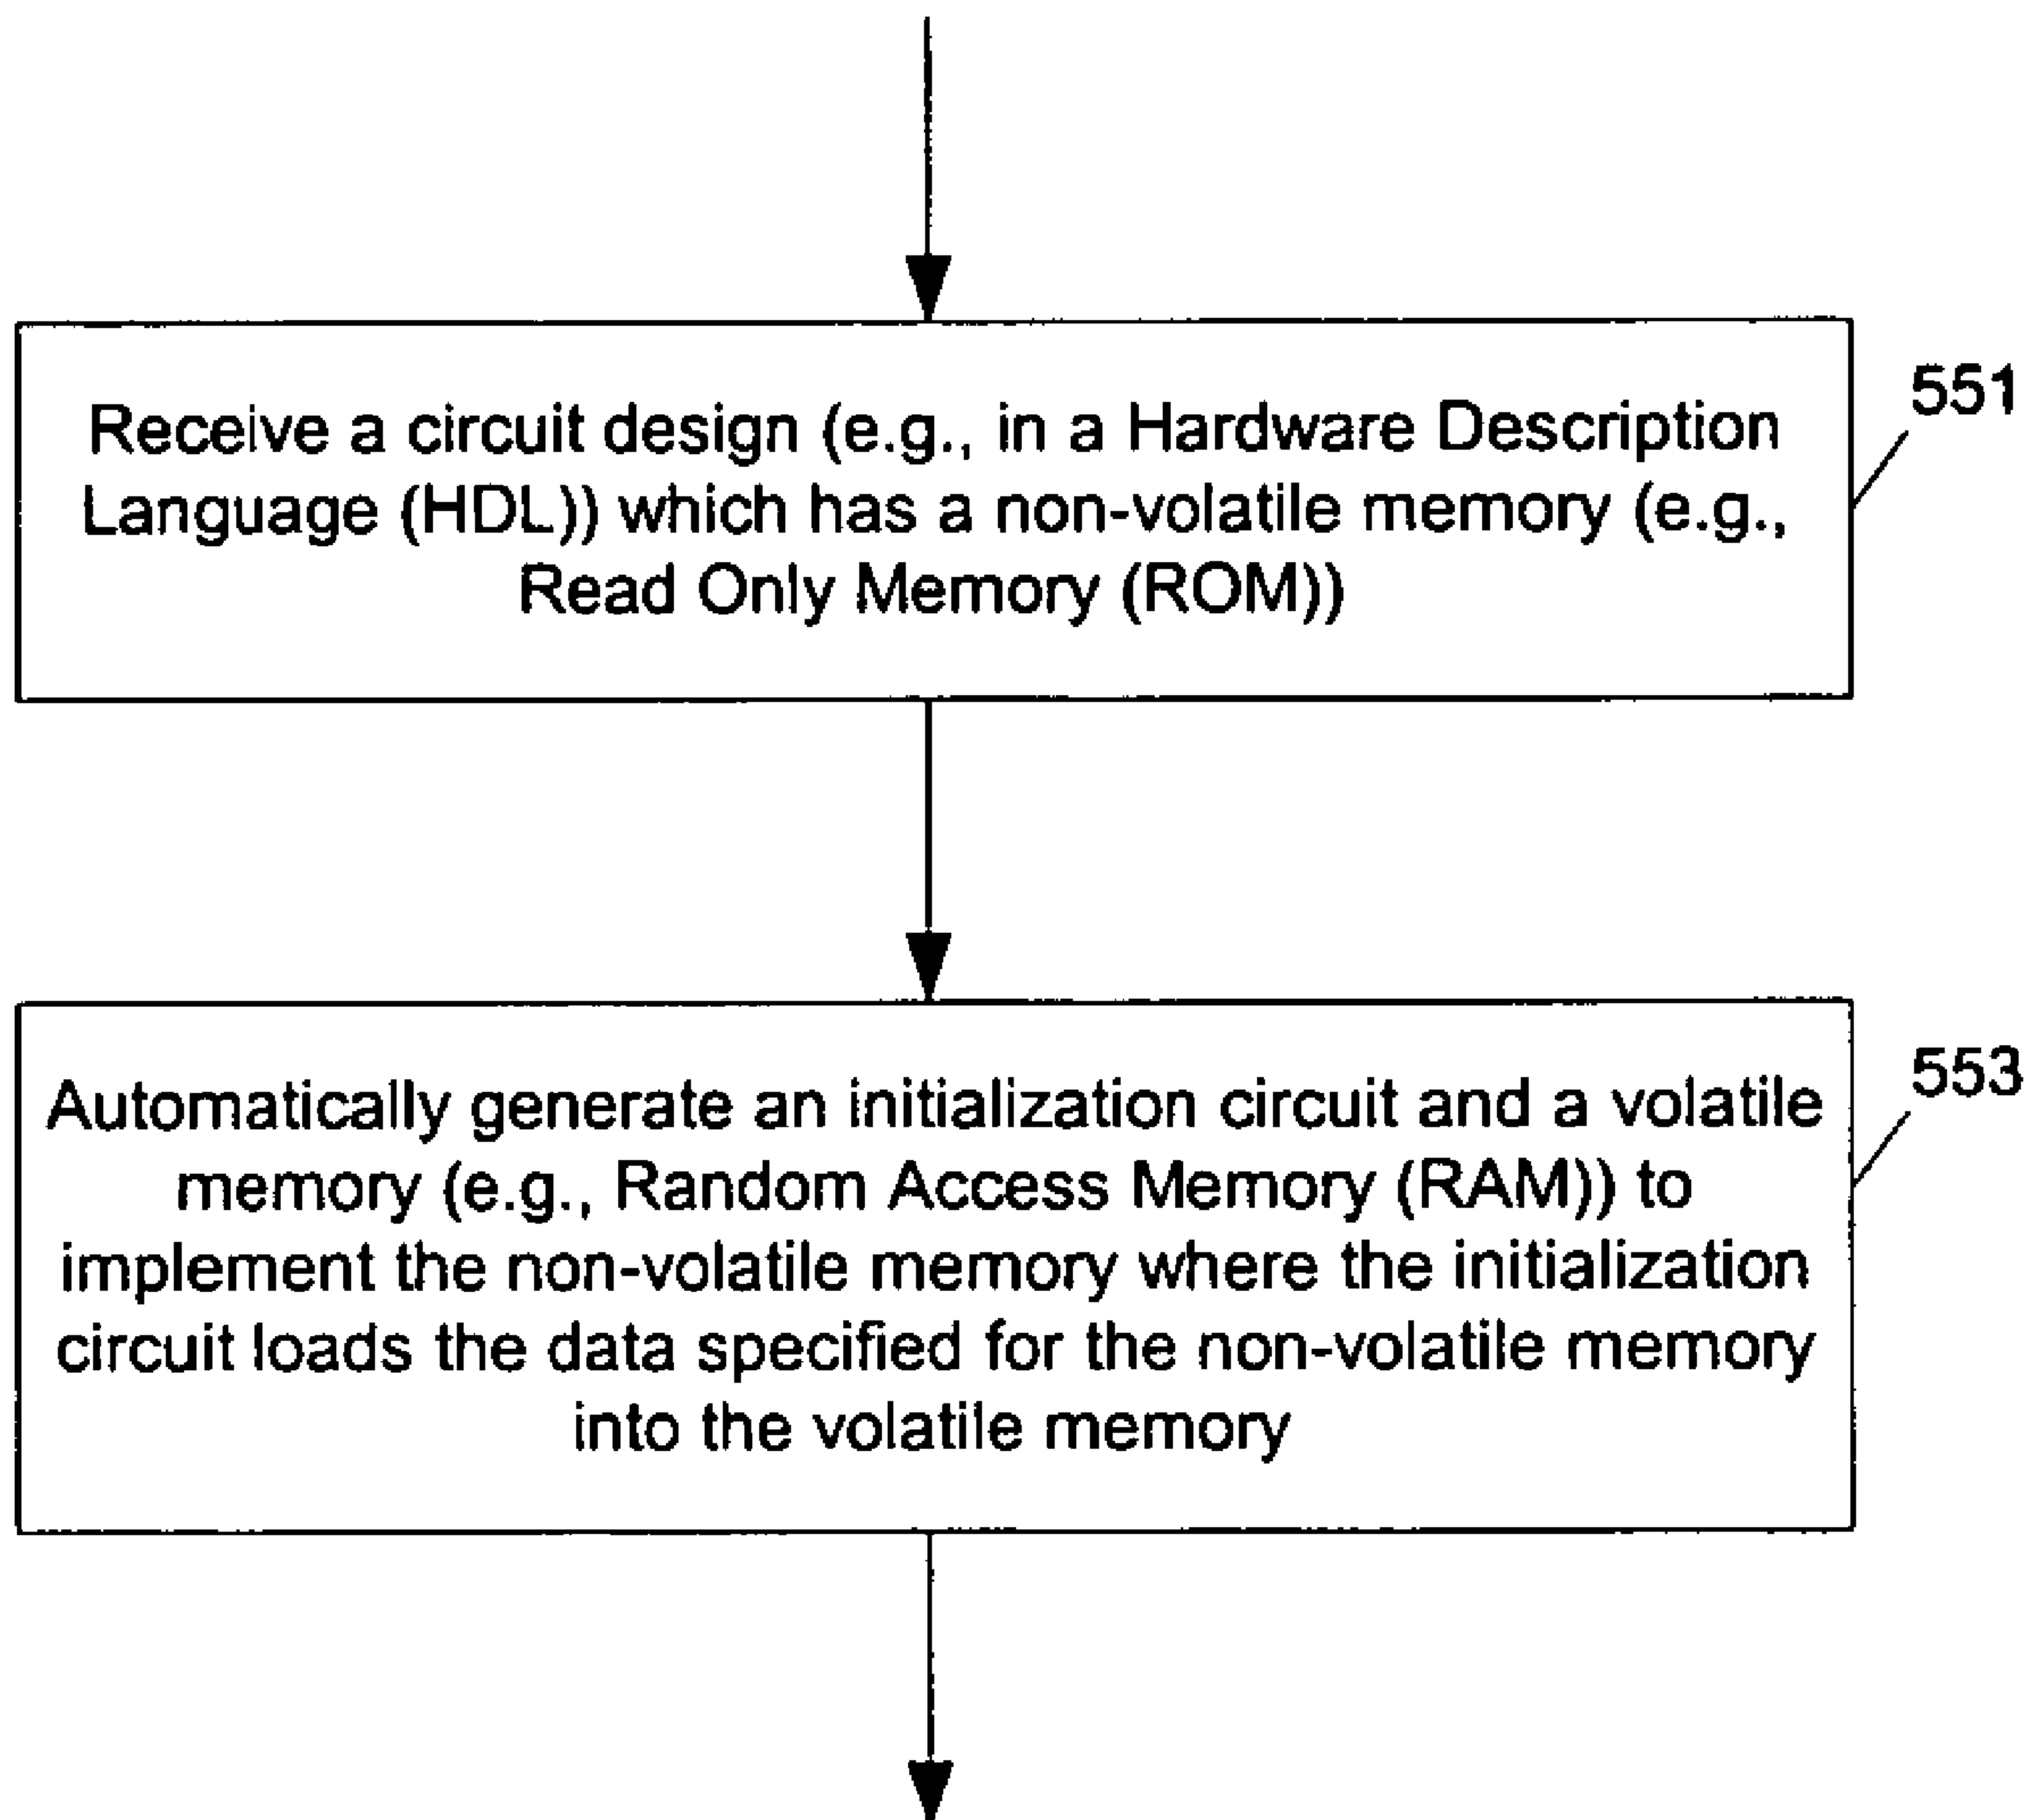 Receive a circuit design (e.g., in a Hardware Description
Language (HDL)) which has a non-volatile memory (e.g.,
Read Only Memory (ROM))
551
Automatically generate an initialization circuit and a volatile
memory (e.g., Random Access Memory (RAM)) to
implement the non-volatile memory where the initialization
circuit loads the data specified for the non-volatile memory
into the volatile memory
553